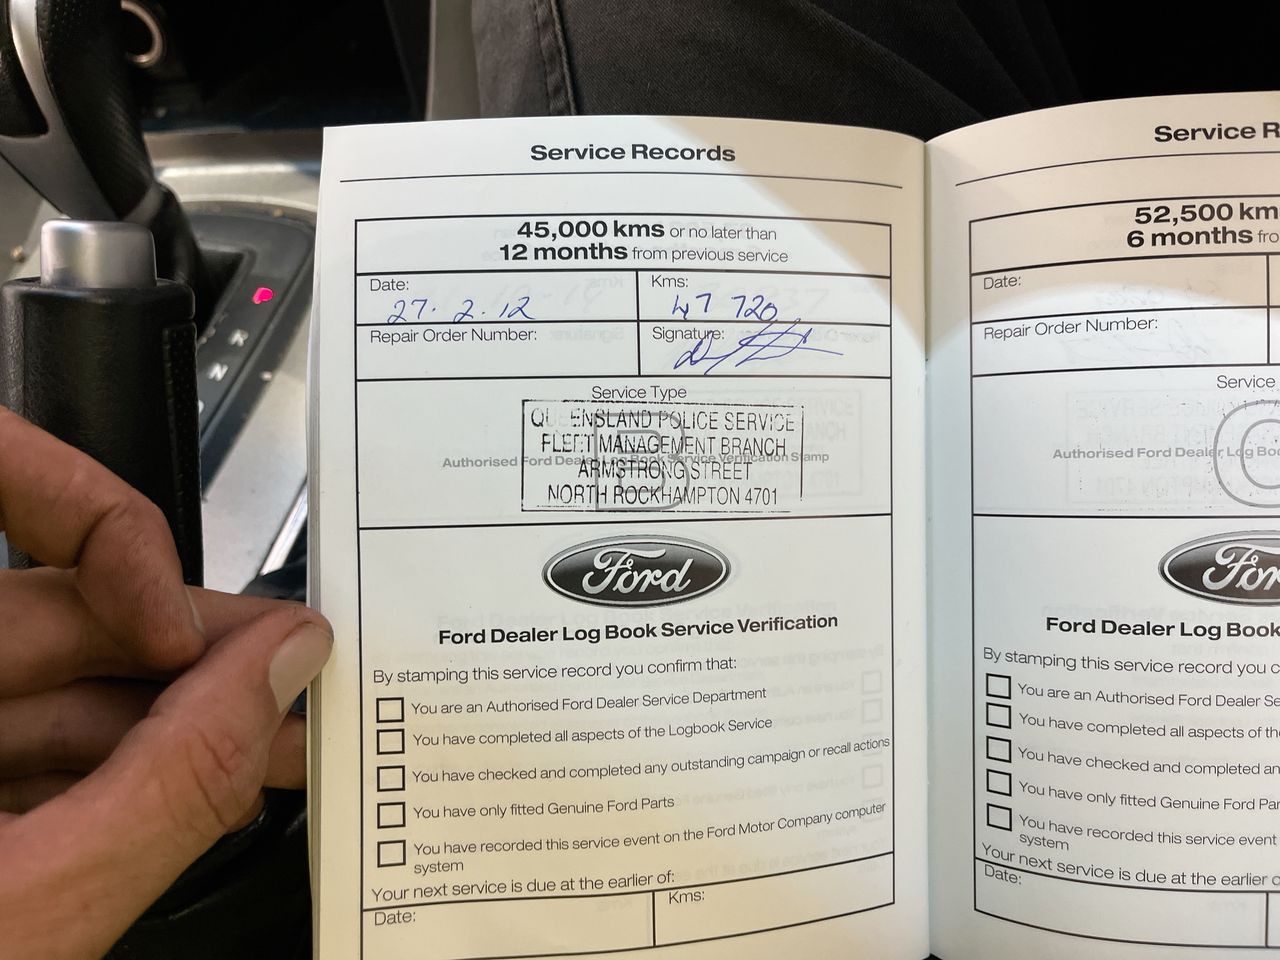 Service Records
45,000 kms or no later than
12 months from previous service
Date:
27. 2. 12
Kms:
47 720
Repair Order Number:
Signature:
Service Type
B
QU ENSLAND POLICE SERVICE
FLEET MANAGEMENT BRANCH
Authorised Ford Dealer Log Book Service Verification Stamp
ARMSTRONG STREET
NORTH ROCKHAMPTON 4701
Ford
Ford Dealer Log Book Service Verification
By stamping this service record you confirm that:
You are an Authorised Ford Dealer Service Department
You have completed all aspects of the Logbook Service
You have checked and completed any outstanding campaign or recall actions
You have only fitted Genuine Ford Parts
You have recorded this service event on the Ford Motor Company computer
system
Your next service is due at the earlier of:
Date:
Kms:
Service R
52,500 km
6 months fro
Date:
Repair Order Number:
Service
C
Authorised Ford Dealer Log Boo
For
Ford Dealer Log Book
By stamping this service record you c
You are an Authorised Ford Dealer Se
You have completed all aspects of th
You have checked and completed an
You have only fitted Genuine Ford Par
You have recorded this service event
system
Your next service is due at the earlier o
Date:
R
N